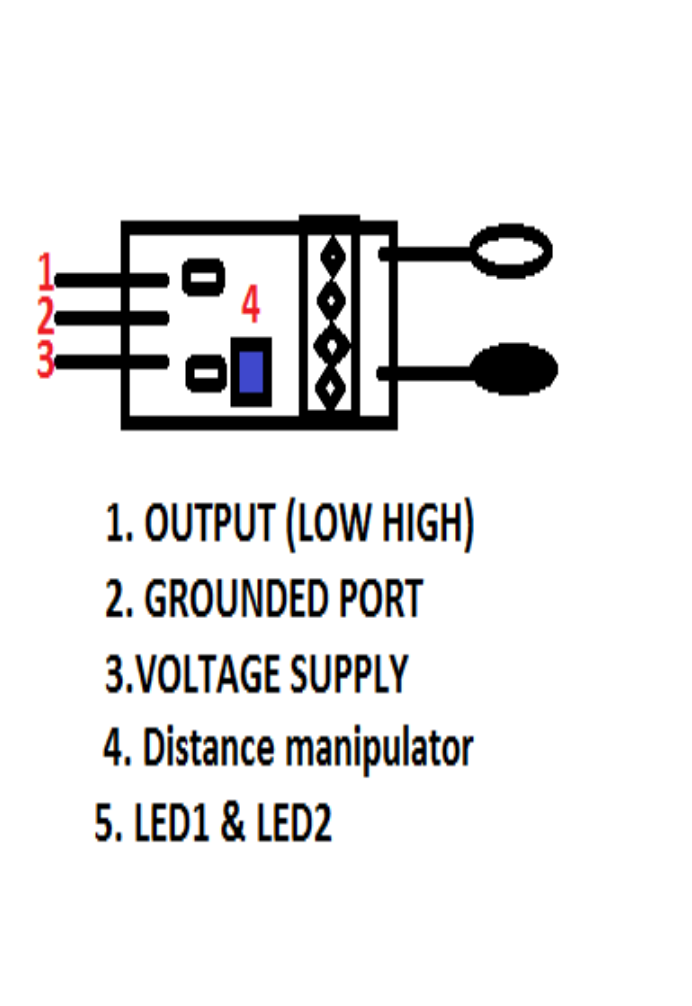 1
2
3
4
1. OUTPUT (LOW HIGH)
2. GROUNDED PORT
3.VOLTAGE SUPPLY
4. Distance manipulator
5. LED1 & LED2